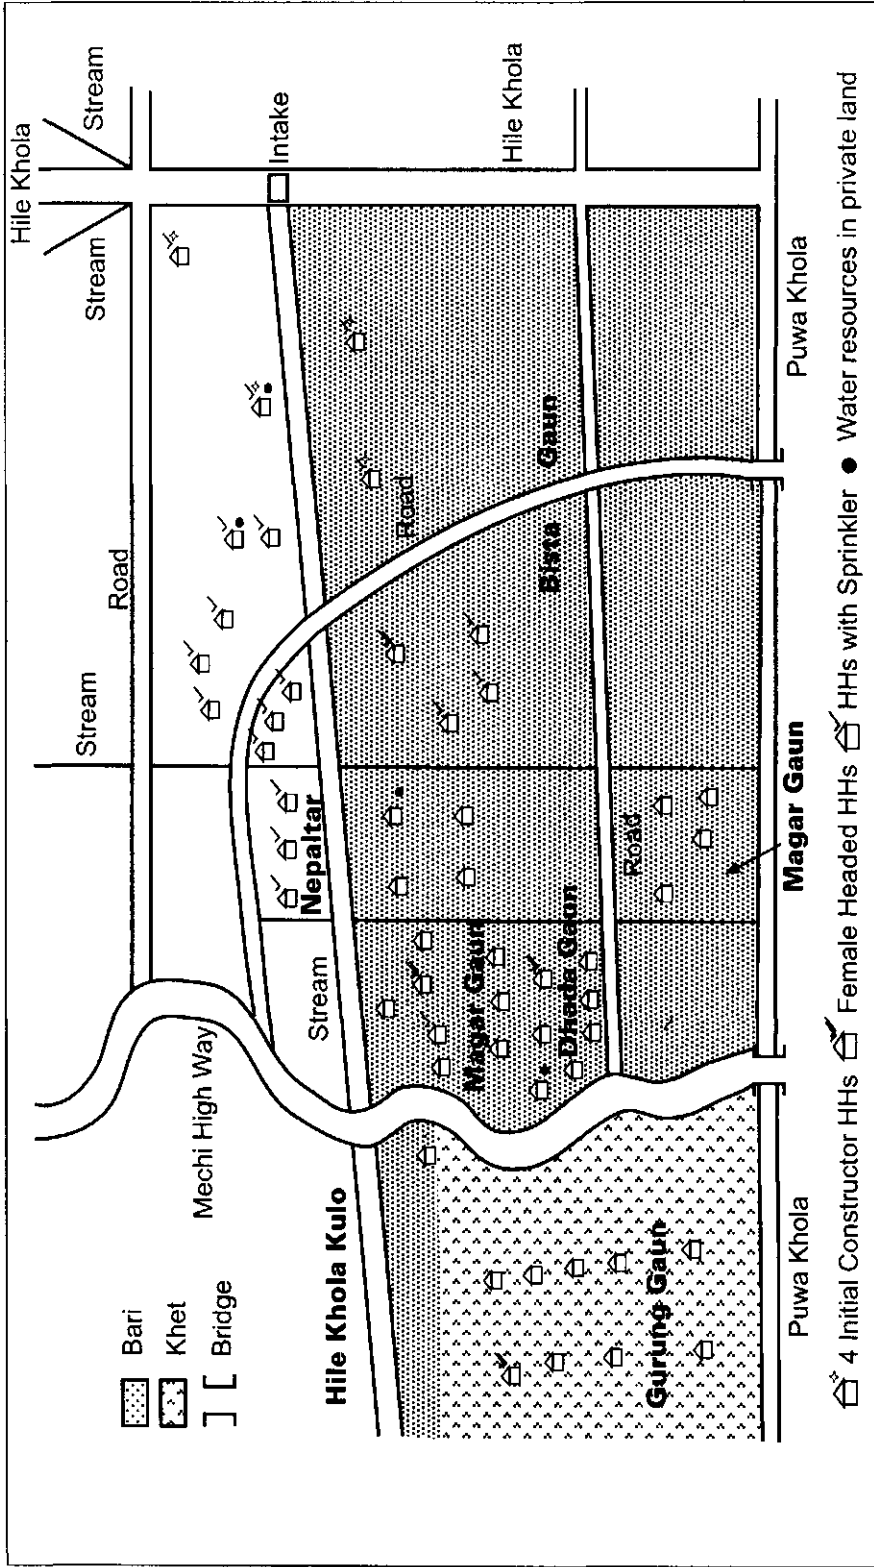 Bari
Khet
Bridge
Mechi High Way
Stream
Road
Stream
Hile Khola
Stream
Intake
Hile Khola
Hile Khola Kulo
Stream
Nepaltar
Road
Magar Gaun
Dhada Gaun
Bista Gaun
Road
Gurung Gaun
Magar Gaun
Puwa Khola
Puwa Khola
4 Initial Constructor HHs
Female Headed HHs
HHs with Sprinkler
Water resources in private land